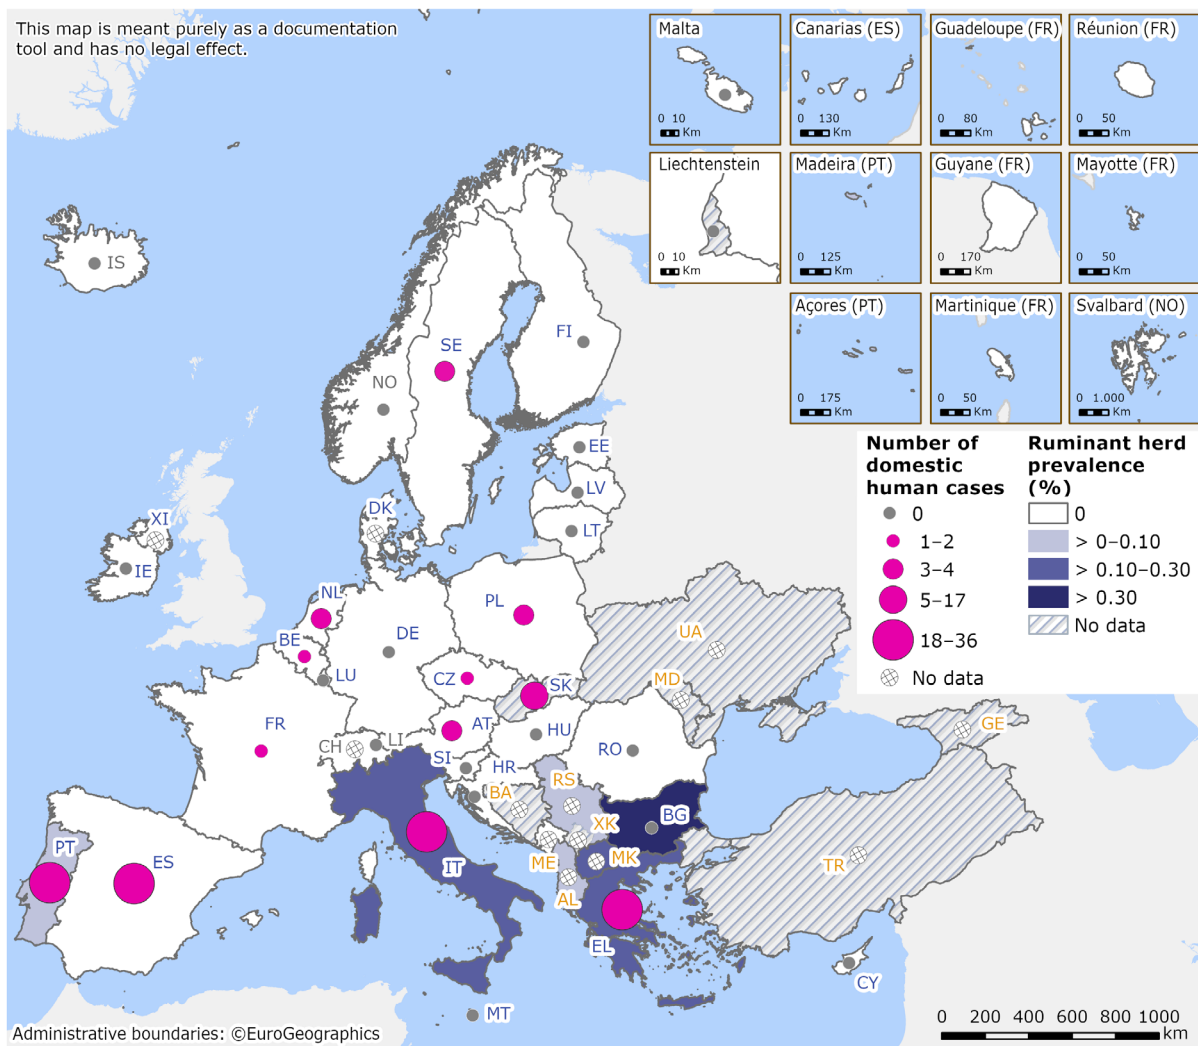 This map is meant purely as a documentation
tool and has no legal effect.
Malta
0 10
Km
Canarias (ES)
0 130
Km
Guadeloupe (FR)
0 80
Km
Réunion (FR)
0 50
Km
Liechtenstein
0 10
Km
Madeira (PT)
0 125
Km
Guyane (FR)
0 170
Km
Mayotte (FR)
0 50
Km
Açores (PT)
0 175
Km
Martinique (FR)
0 50
Km
Svalbard (NO)
0 1.000
Km
Number of
domestic
human cases
0
1–2
3–4
5–17
18–36
No data
Ruminant herd
prevalence
(%)
0
> 0–0.10
> 0.10–0.30
> 0.30
No data
IS
SE
FI
NO
EE
LV
LT
DK
XI
IE
NL
PL
BE
DE
LU
CZ
SK
UA
MD
FR
AT
HU
CH
LI
SI
HR
RO
GE
BA
RS
XK
BG
PT
ES
IT
ME
MK
TR
AL
EL
CY
MT
Administrative boundaries: ©EuroGeographics
0 200 400 600 800 1000
km